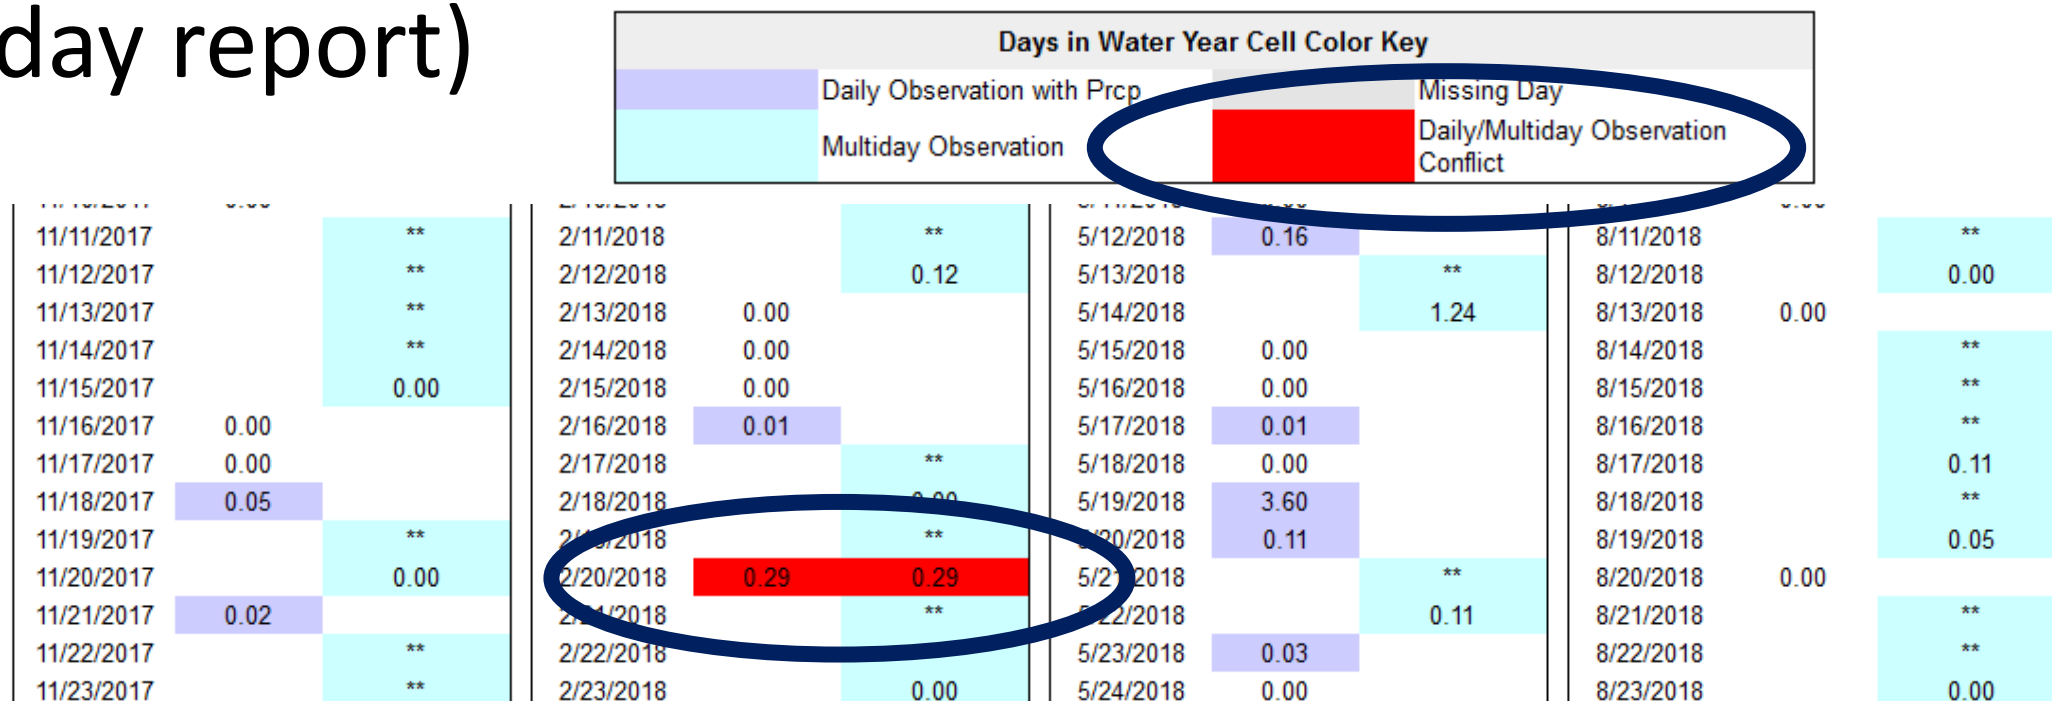 day report)
Days in Water Year Cell Color Key
Daily Observation with Prcp Missing Day
Multiday Observation Daily/Multiday Observation
Conflict
11/11/2017 ** 2/11/2018 ** 5/12/2018 0.16 8/11/2018 **
11/12/2017 ** 2/12/2018 0.12 5/13/2018 ** 8/12/2018 0.00
11/13/2017 ** 2/13/2018 0.00 5/14/2018 1.24 8/13/2018 0.00
11/14/2017 ** 2/14/2018 0.00 5/15/2018 0.00 8/14/2018 **
11/15/2017 0.00 2/15/2018 0.00 5/16/2018 0.00 8/15/2018 **
11/16/2017 0.00 2/16/2018 0.01 5/17/2018 0.01 8/16/2018 **
11/17/2017 0.00 2/17/2018 ** 5/18/2018 0.00 8/17/2018 0.11
11/18/2017 0.05 2/18/2018 5/19/2018 3.60 8/18/2018 **
11/19/2017 ** ** 0.11 8/19/2018 0.05
11/20/2017 0.00 2/20/2018 0.29 0.29 ** 8/20/2018 0.00
11/21/2017 0.02 ** 0.11 8/21/2018 **
11/22/2017 ** 2/22/2018 5/23/2018 0.03 8/22/2018 **
11/23/2017 ** 2/23/2018 0.00 5/24/2018 0.00 8/23/2018 0.00